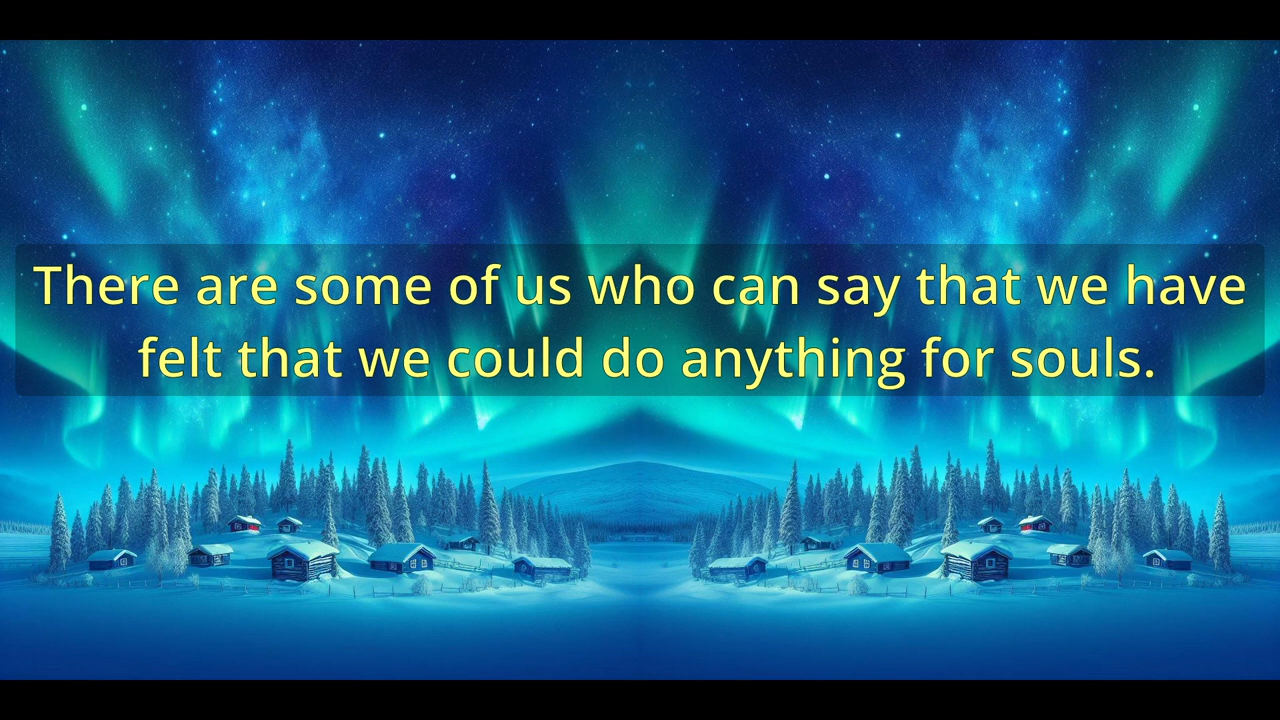 There are some of us who can say that we have
felt that we could do anything for souls.